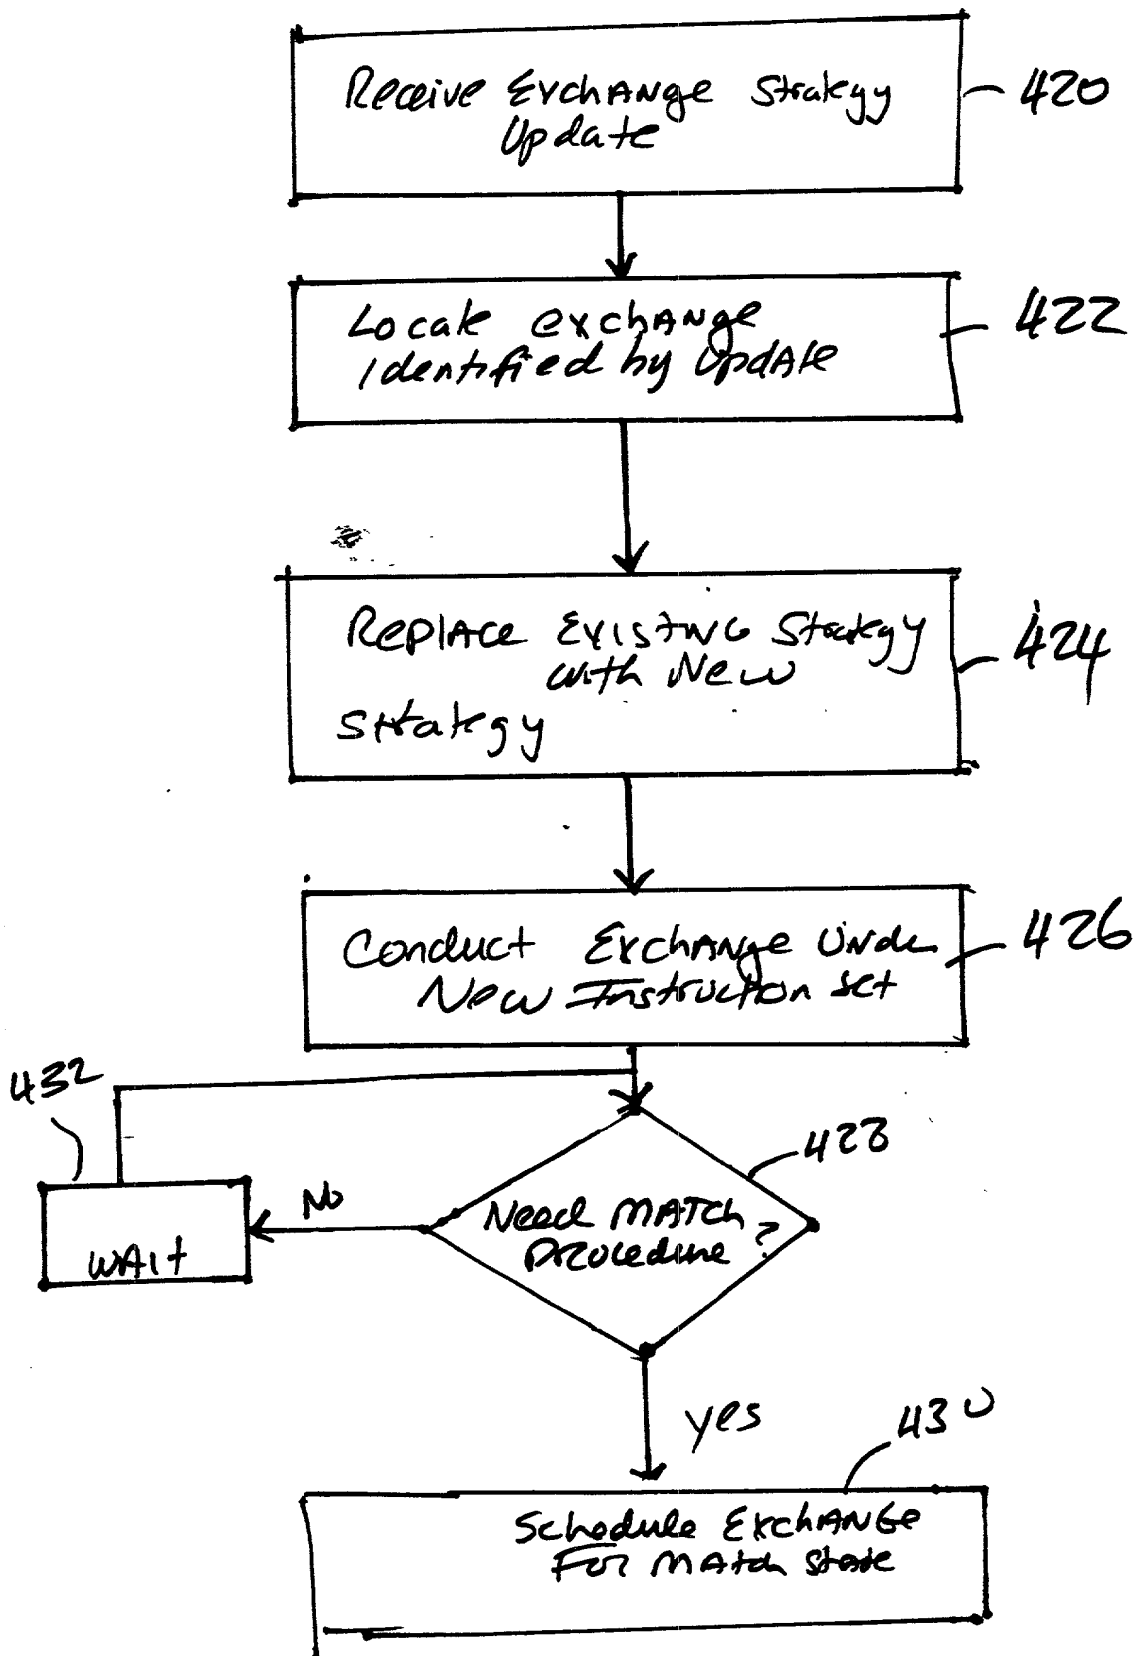 Receive Exchange Strategy
Update
420
Locate exchange
Identified by Update
422
Replace Existing Strategy
with New
Strategy
424
Conduct Exchange Under
New Instruction set
426
432
428
No
Need Match
Procedure ?
Wait
yes
430
Schedule Exchange
For Match State